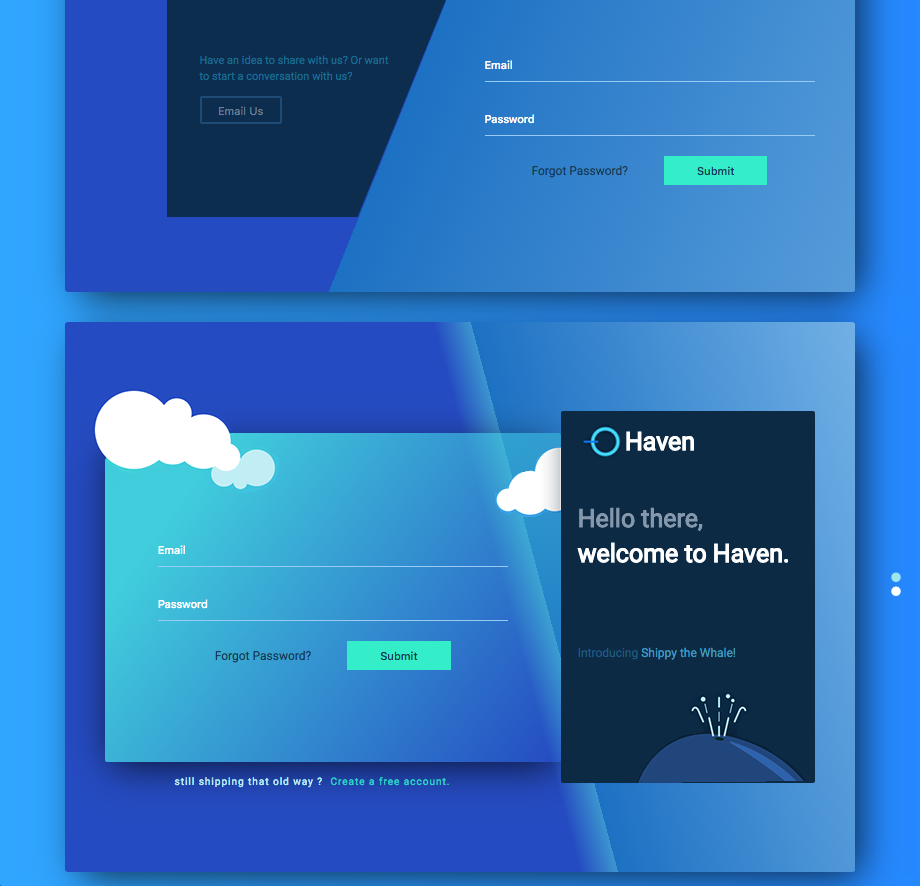 Have an idea to share with us? Or want
to start a conversation with us?
Email Us
Email
Password
Forgot Password?
Submit
Email
Password
Forgot Password?
Submit
still shipping that old way ? Create a free account.
Haven
Hello there,
welcome to Haven.
Introducing Shippy the Whale!